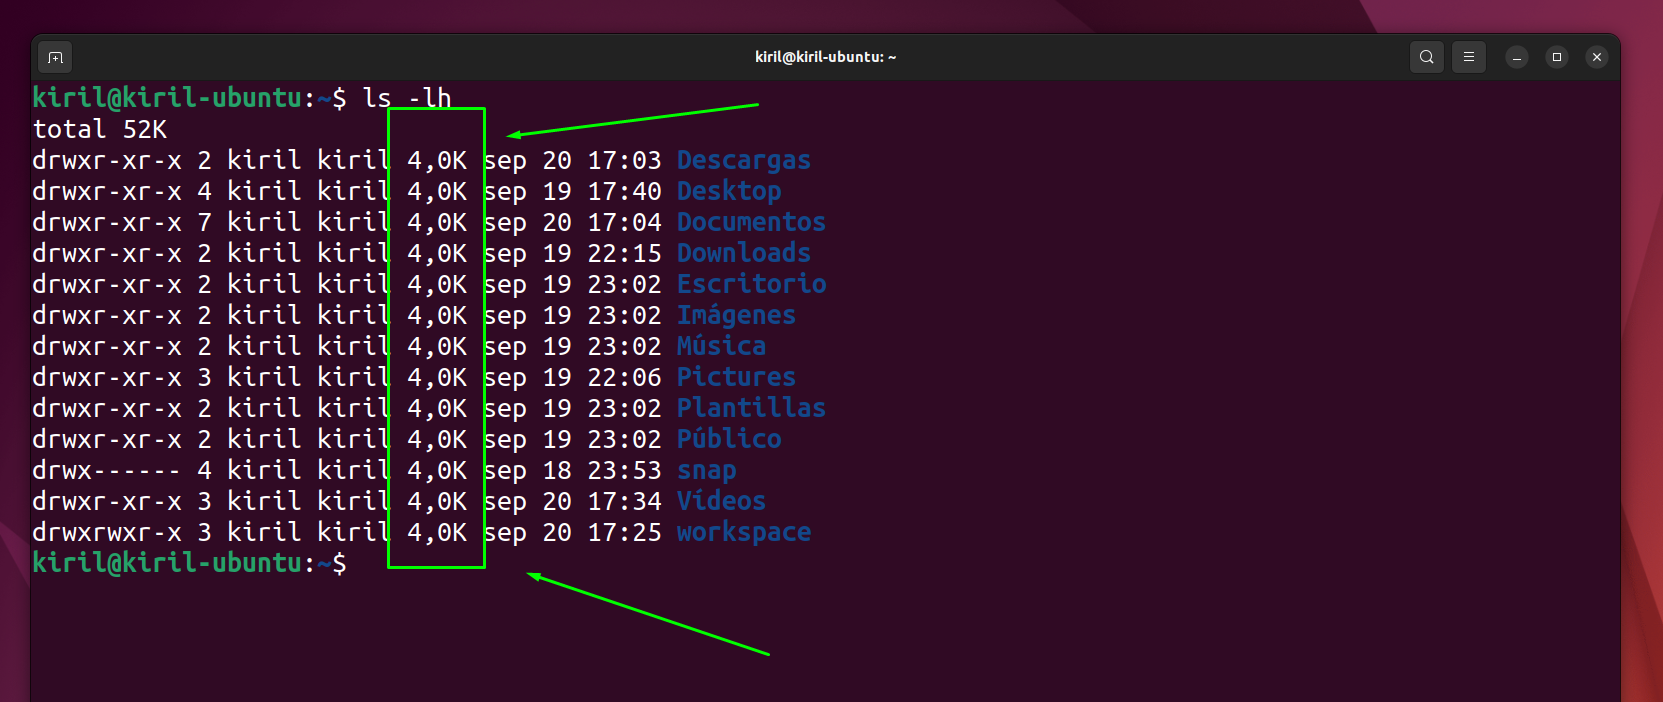 kiril@kiril-ubuntu: ~
kiril@kiril-ubuntu:~$ ls -lh
total 52K
drwxr-xr-x 2 kiril kiril 4,0K sep 20 17:03 Descargas
drwxr-xr-x 4 kiril kiril 4,0K sep 19 17:40 Desktop
drwxr-xr-x 7 kiril kiril 4,0K sep 20 17:04 Documentos
drwxr-xr-x 2 kiril kiril 4,0K sep 19 22:15 Downloads
drwxr-xr-x 2 kiril kiril 4,0K sep 19 23:02 Escritorio
drwxr-xr-x 2 kiril kiril 4,0K sep 19 23:02 Imágenes
drwxr-xr-x 2 kiril kiril 4,0K sep 19 23:02 Música
drwxr-xr-x 3 kiril kiril 4,0K sep 19 22:06 Pictures
drwxr-xr-x 2 kiril kiril 4,0K sep 19 23:02 Plantillas
drwxr-xr-x 2 kiril kiril 4,0K sep 19 23:02 Público
drwx------ 4 kiril kiril 4,0K sep 18 23:53 snap
drwxr-xr-x 3 kiril kiril 4,0K sep 20 17:34 Vídeos
drwxrwxr-x 3 kiril kiril 4,0K sep 20 17:25 workspace
kiril@kiril-ubuntu:~$